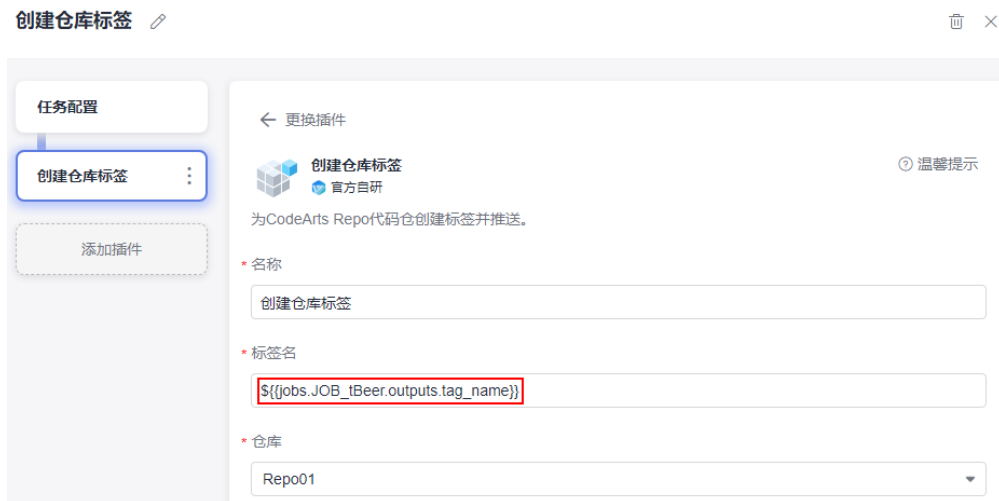 创建仓库标签
任务配置
创建仓库标签
添加插件
更换插件
创建仓库标签
官方自研
温馨提示
为CodeArts Repo代码仓创建标签并推送。
* 名称
创建仓库标签
* 标签名
${{jobs.JOB_tBeer.outputs.tag_name}}
* 仓库
Repo01